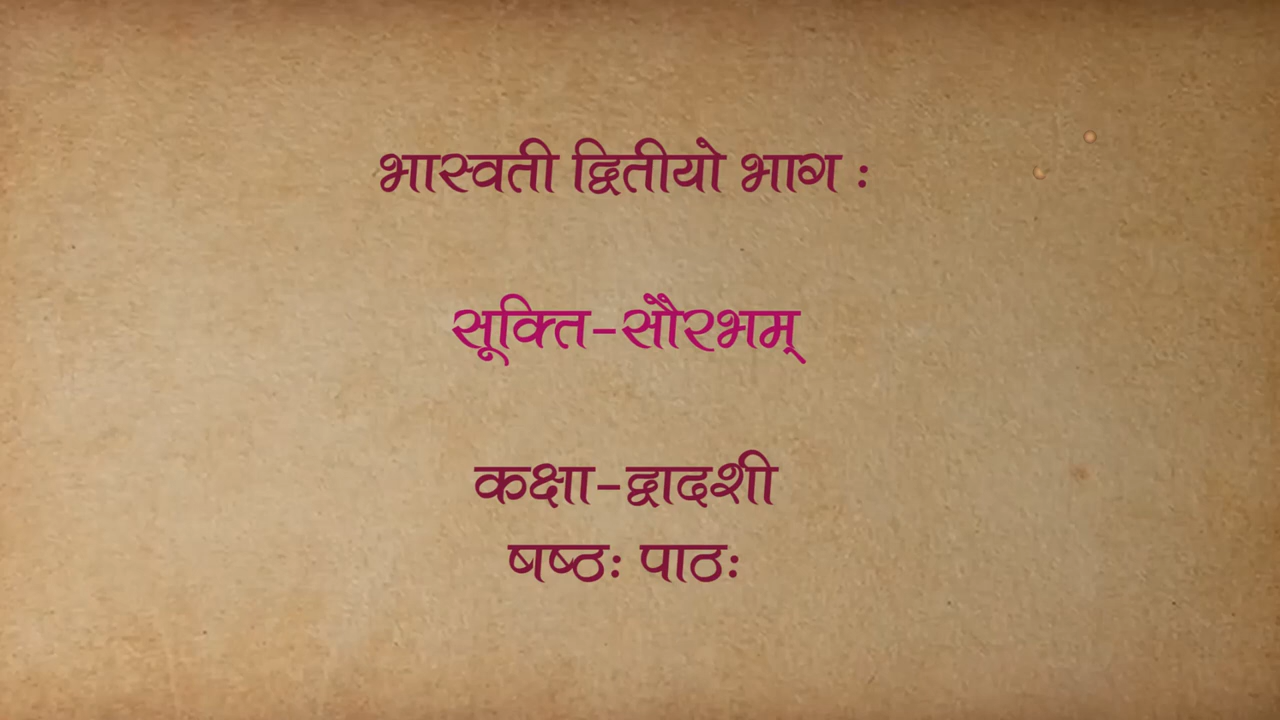 भास्वती द्वितीयो भाग :
सूक्ति-सौरभम्
कक्षा-द्वादशी
षष्ठः पाठः